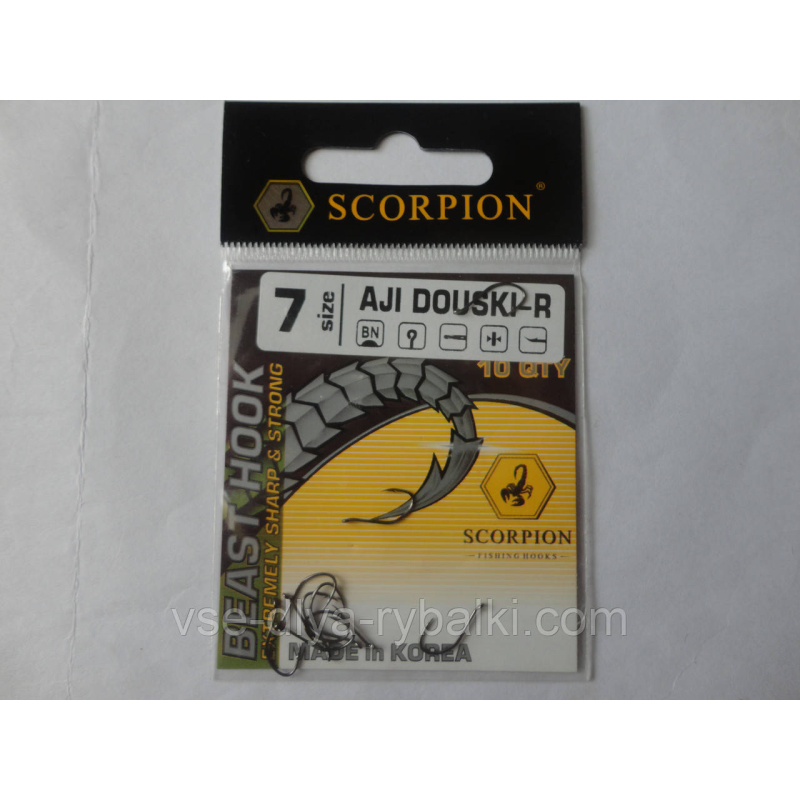 SCORPION®
7 size
AJI DOUSKI-R
BN
10 QTY
BEAST HOOK
EXTREMELY SHARP & STRONG
SCORPION
FISHING HOOKS
vse-dlya-rybalki.com.ua
MADE in KOREA